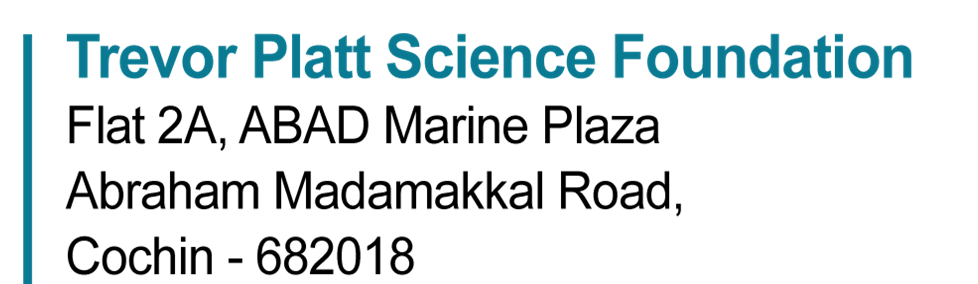 Trevor Platt Science Foundation
Flat 2A, ABAD Marine Plaza
Abraham Madamakkal Road,
Cochin - 682018